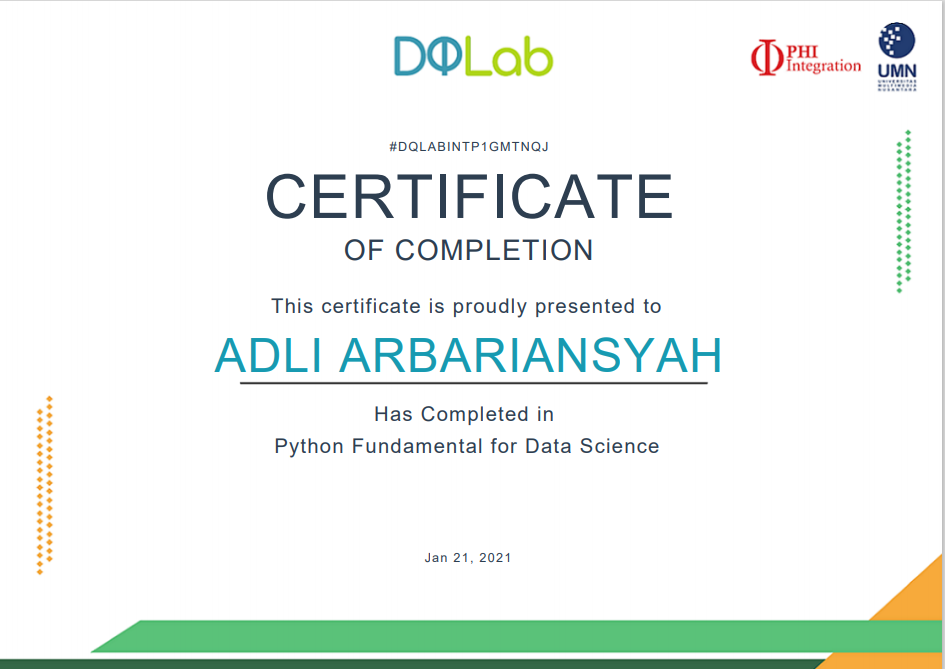 DQLab
PHI
Integration
UMN
UNIVERSITAS
MULTIMEDIA
NUSANTARA
#DQLABINTP1GMTNQJ
CERTIFICATE
OF COMPLETION
This certificate is proudly presented to
ADLI ARBARIANSYAH
Has Completed in
Python Fundamental for Data Science
Jan 21, 2021